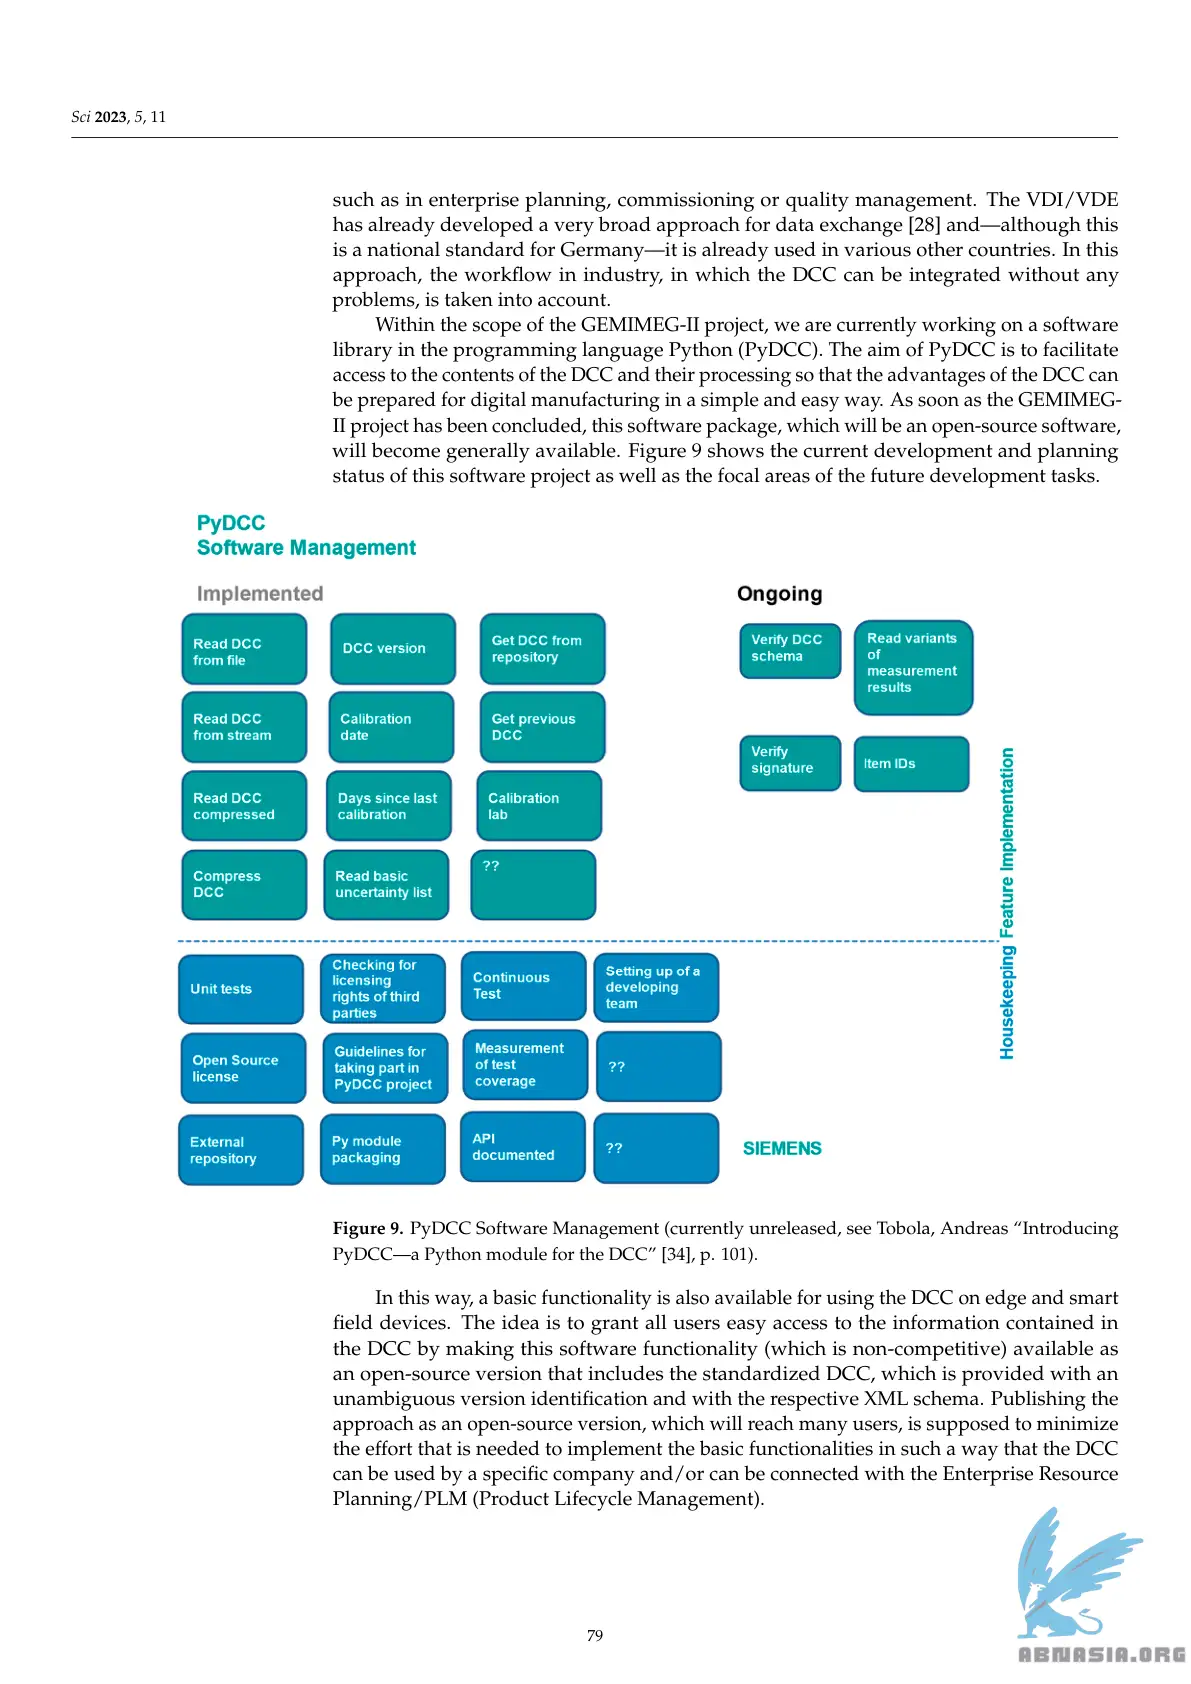 Sci 2023, 5, 11
such as in enterprise planning, commissioning or quality management. The VDI/VDE
has already developed a very broad approach for data exchange [28] and—although this
is a national standard for Germany—it is already used in various other countries. In this
approach, the workflow in industry, in which the DCC can be integrated without any
problems, is taken into account.
Within the scope of the GEMIMEG-II project, we are currently working on a software
library in the programming language Python (PyDCC). The aim of PyDCC is to facilitate
access to the contents of the DCC and their processing so that the advantages of the DCC can
be prepared for digital manufacturing in a simple and easy way. As soon as the GEMIMEG-
II project has been concluded, this software package, which will be an open-source software,
will become generally available. Figure 9 shows the current development and planning
status of this software project as well as the focal areas of the future development tasks.
PyDCC
Software Management
Implemented
Ongoing
Read DCC
from file
DCC version
Get DCC from
repository
Verify DCC
schema
Read variants
of
measurement
results
Read DCC
from stream
Calibration
date
Get previous
DCC
Verify
signature
Item IDs
Read DCC
compressed
Days since last
calibration
Calibration
lab
Compress
DCC
Read basic
uncertainty list
??
Housekeeping Feature Implementation
Unit tests
Checking for
licensing
rights of third
parties
Continuous
Test
Setting up of a
developing
team
Open Source
license
Guidelines for
taking part in
PyDCC project
Measurement
of test
coverage
??
External
repository
Py module
packaging
API
documented
??
SIEMENS
Figure 9. PyDCC Software Management (currently unreleased, see Tobola, Andreas “Introducing
PyDCC—a Python module for the DCC” [34], p. 101).
In this way, a basic functionality is also available for using the DCC on edge and smart
field devices. The idea is to grant all users easy access to the information contained in
the DCC by making this software functionality (which is non-competitive) available as
an open-source version that includes the standardized DCC, which is provided with an
unambiguous version identification and with the respective XML schema. Publishing the
approach as an open-source version, which will reach many users, is supposed to minimize
the effort that is needed to implement the basic functionalities in such a way that the DCC
can be used by a specific company and/or can be connected with the Enterprise Resource
Planning/PLM (Product Lifecycle Management).
79
ABNASIA.ORG